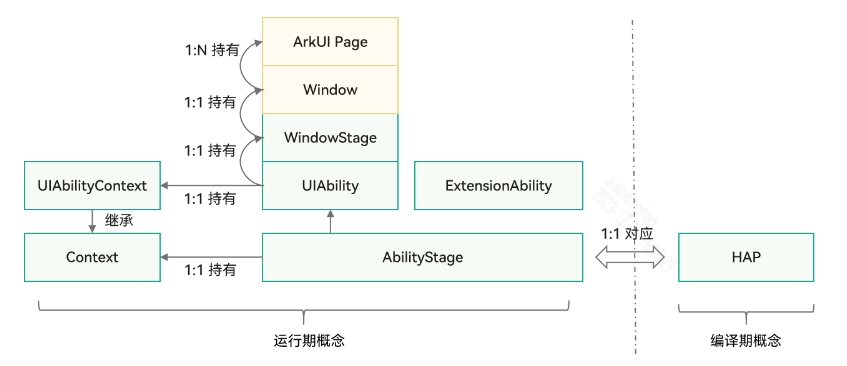 ArkUI Page
1:N 持有
Window
1:1 持有
WindowStage
1:1 持有
UIAbilityContext
UIAbility
ExtensionAbility
1:1 持有
继承
1:1 对应
Context
AbilityStage
HAP
1:1 持有
运行期概念
编译期概念